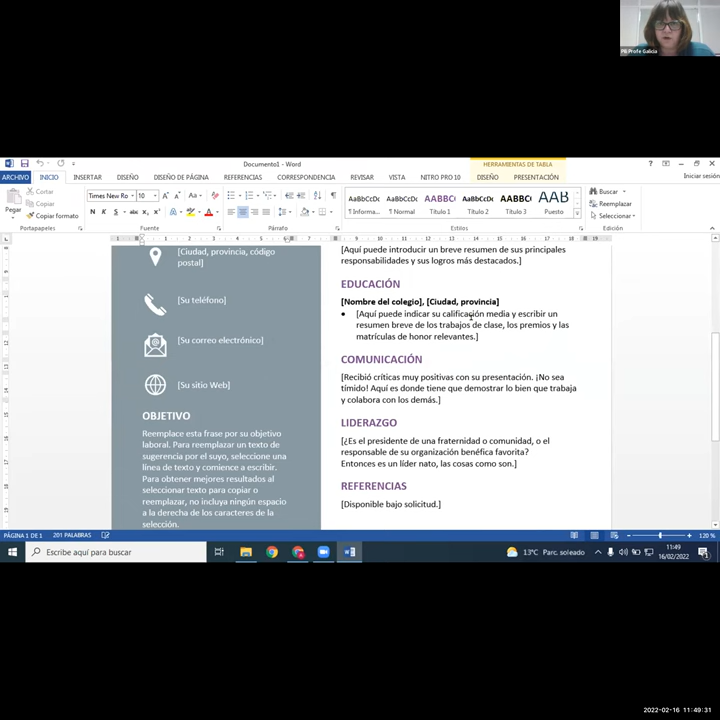 PB Profe Galicia
Documento1 - Word
HERRAMIENTAS DE TABLA
ARCHIVO INICIO INSERTAR DISEÑO DISEÑO DE PÁGINA REFERENCIAS CORRESPONDENCIA REVISAR VISTA NITRO PRO 10 DISEÑO PRESENTACIÓN Iniciar sesión
Pegar
Cortar
Copiar
Copiar formato
Portapapeles
Times New Ro 10
N K S abc
Fuente
Párrafo
AaBbCcDc AaBbCcDc AABBC AaBbCcDc AABBC AAB
¶ Informa... ¶ Normal Título 1 Título 2 Título 3 Puesto
Estilos
Buscar
Reemplazar
Seleccionar
Edición
[Ciudad, provincia, código
postal]
[Su teléfono]
[Su correo electrónico]
[Su sitio Web]
OBJETIVO
Reemplace esta frase por su objetivo
laboral. Para reemplazar un texto de
sugerencia por el suyo, seleccione una
línea de texto y comience a escribir.
Para obtener mejores resultados al
seleccionar texto para copiar o
reemplazar, no incluya ningún espacio
a la derecha de los caracteres de la
selección.
[Aquí puede introducir un breve resumen de sus principales
responsabilidades y sus logros más destacados.]
EDUCACIÓN
[Nombre del colegio], [Ciudad, provincia]
• [Aquí puede indicar su calificación media y escribir un
resumen breve de los trabajos de clase, los premios y las
matrículas de honor relevantes.]
COMUNICACIÓN
[Recibió críticas muy positivas con su presentación. ¡No sea
tímido! Aquí es donde tiene que demostrar lo bien que trabaja
y colabora con los demás.]
LIDERAZGO
[¿Es el presidente de una fraternidad o comunidad, o el
responsable de su organización benéfica favorita?
Entonces es un líder nato, las cosas como son.]
REFERENCIAS
[Disponible bajo solicitud.]
PÁGINA 1 DE 1 201 PALABRAS 120 %
Escribe aquí para buscar
13°C Parc. soleado
11:49
16/02/2022
2022-02-16 11:49:31